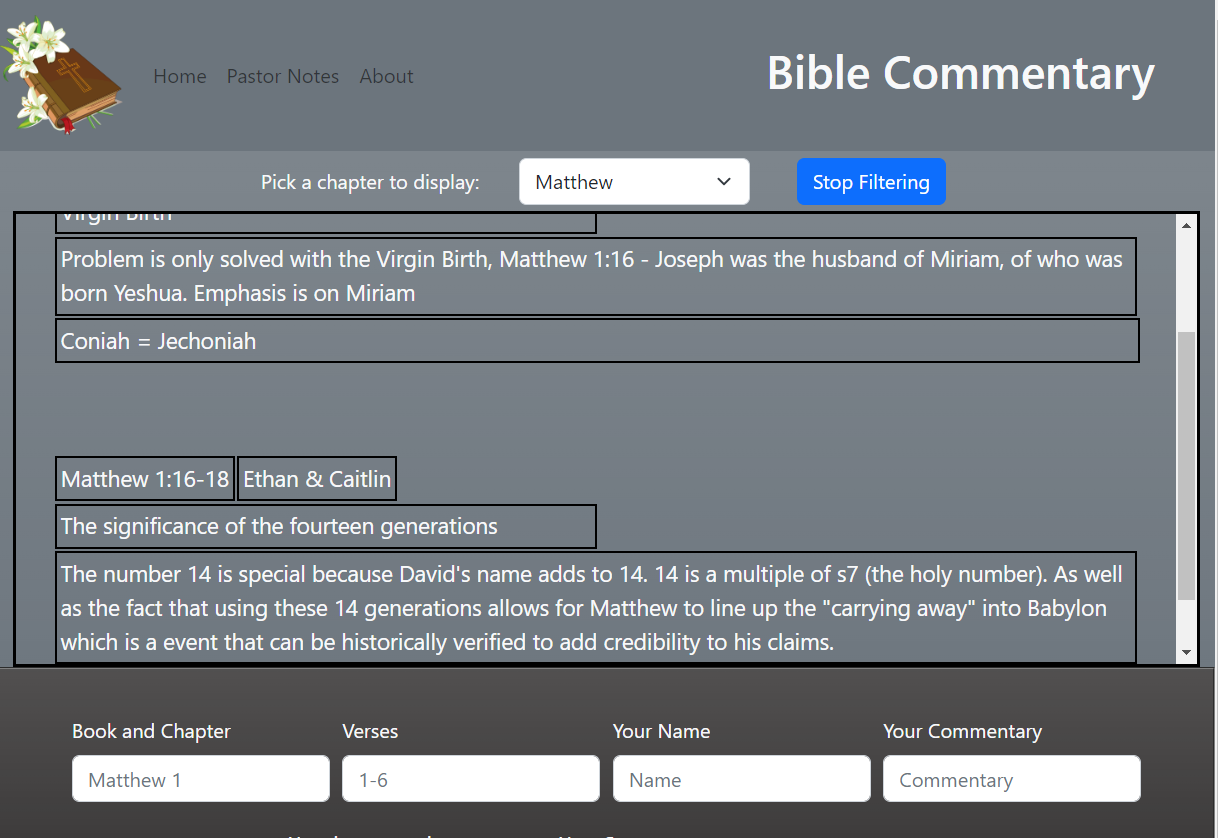 Home Pastor Notes About
Bible Commentary
Pick a chapter to display: Matthew Stop Filtering
Virgin Birth
Problem is only solved with the Virgin Birth, Matthew 1:16 - Joseph was the husband of Miriam, of who was
born Yeshua. Emphasis is on Miriam
Coniah = Jechoniah
Matthew 1:16-18 Ethan & Caitlin
The significance of the fourteen generations
The number 14 is special because David's name adds to 14. 14 is a multiple of s7 (the holy number). As well
as the fact that using these 14 generations allows for Matthew to line up the "carrying away" into Babylon
which is a event that can be historically verified to add credibility to his claims.
Book and Chapter Verses Your Name Your Commentary
Matthew 1 1-6 Name Commentary